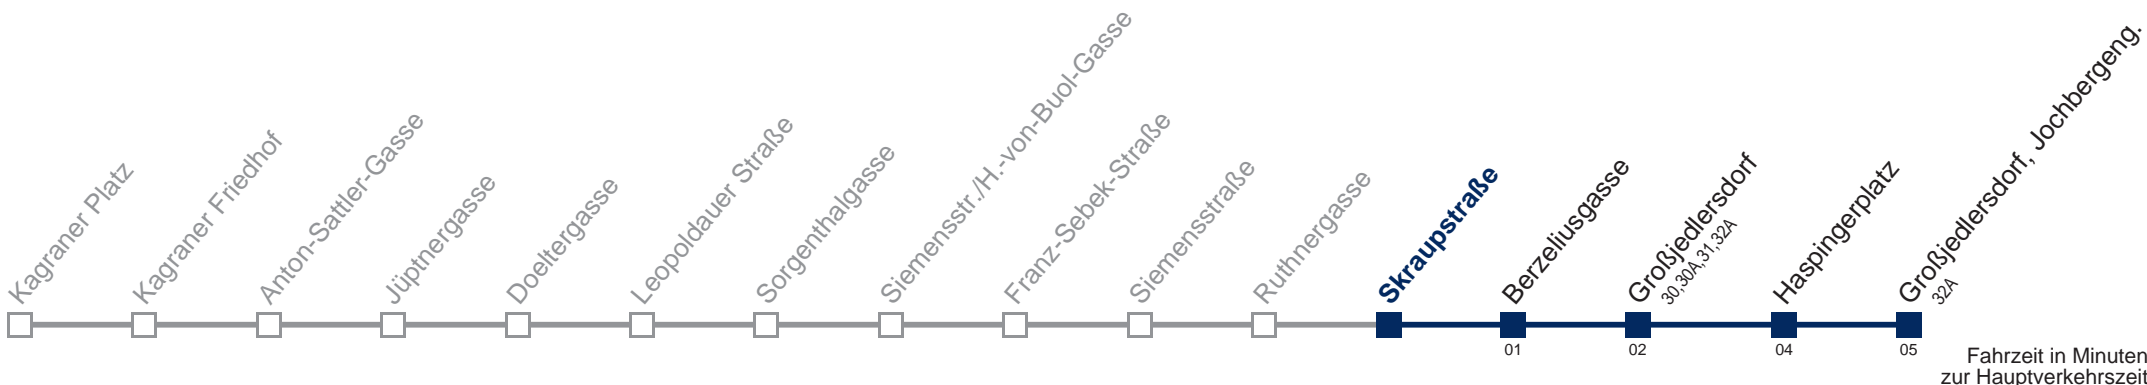 Kagraner Platz
Kagraner Friedhof
Anton-Sattler-Gasse
Jüptnergasse
Doeltergasse
Leopoldauer Straße
Sorgenthalgasse
Siemensstr./H.-von-Buol-Gasse
Franz-Sebek-Straße
Siemensstraße
Ruthnergasse
Skraupstraße
Berzeliusgasse
Großjedlersdorf
30,30A,31,32A
Haspingerplatz
Großjedlersdorf, Jochbergeng.
32A
01
02
04
05
Fahrzeit in Minuten
zur Hauptverkehrszeit